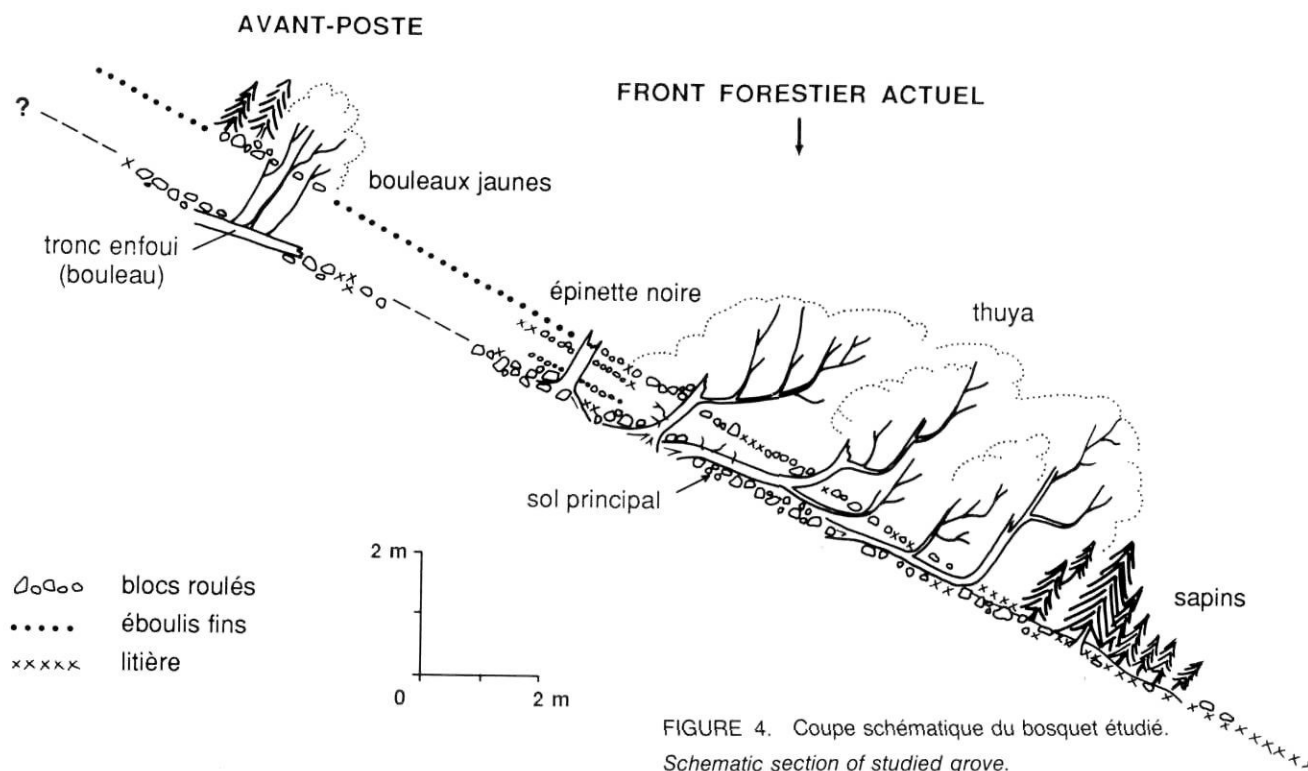 AVANT-POSTE
FRONT FORESTIER ACTUEL
?
bouleaux jaunes
tronc enfoui
(bouleau)
épinette noire
thuya
sol principal
sapins
2 m
0
2 m
blocs roulés
éboulis fins
litière
FIGURE 4. Coupe schématique du bosquet étudié.
Schematic section of studied grove.